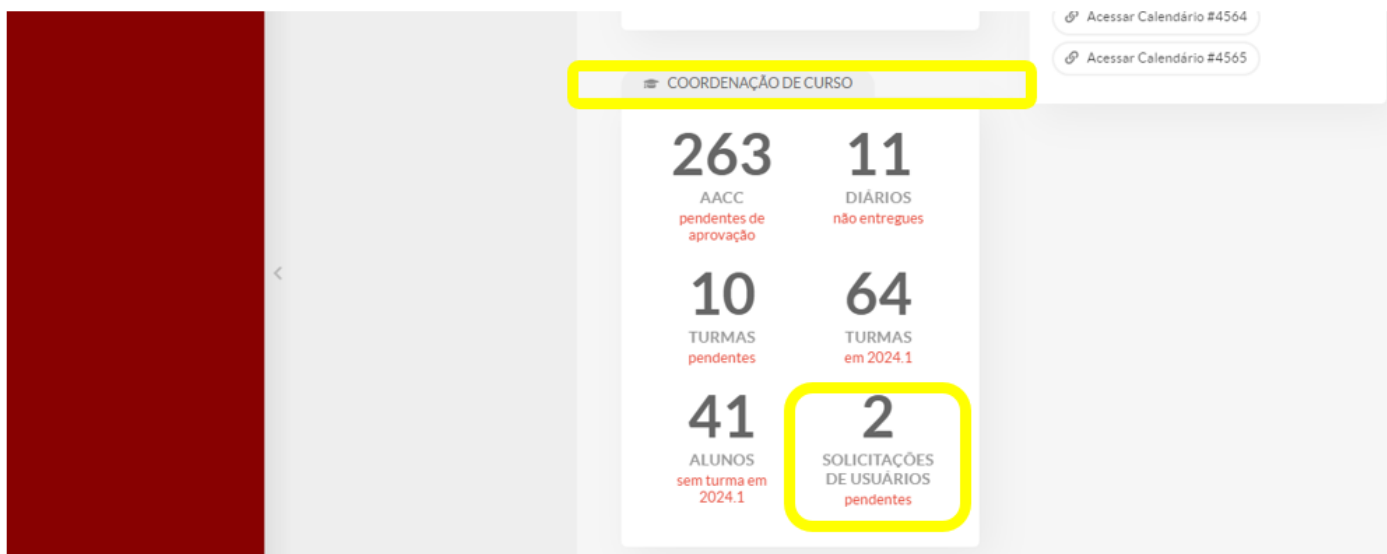 Acessar Calendário #4564
Acessar Calendário #4565
COORDENAÇÃO DE CURSO
263
AACC
pendentes de
aprovação
11
DIÁRIOS
não entregues
10
TURMAS
pendentes
64
TURMAS
em 2024.1
41
ALUNOS
sem turma em
2024.1
2
SOLICITAÇÕES
DE USUÁRIOS
pendentes